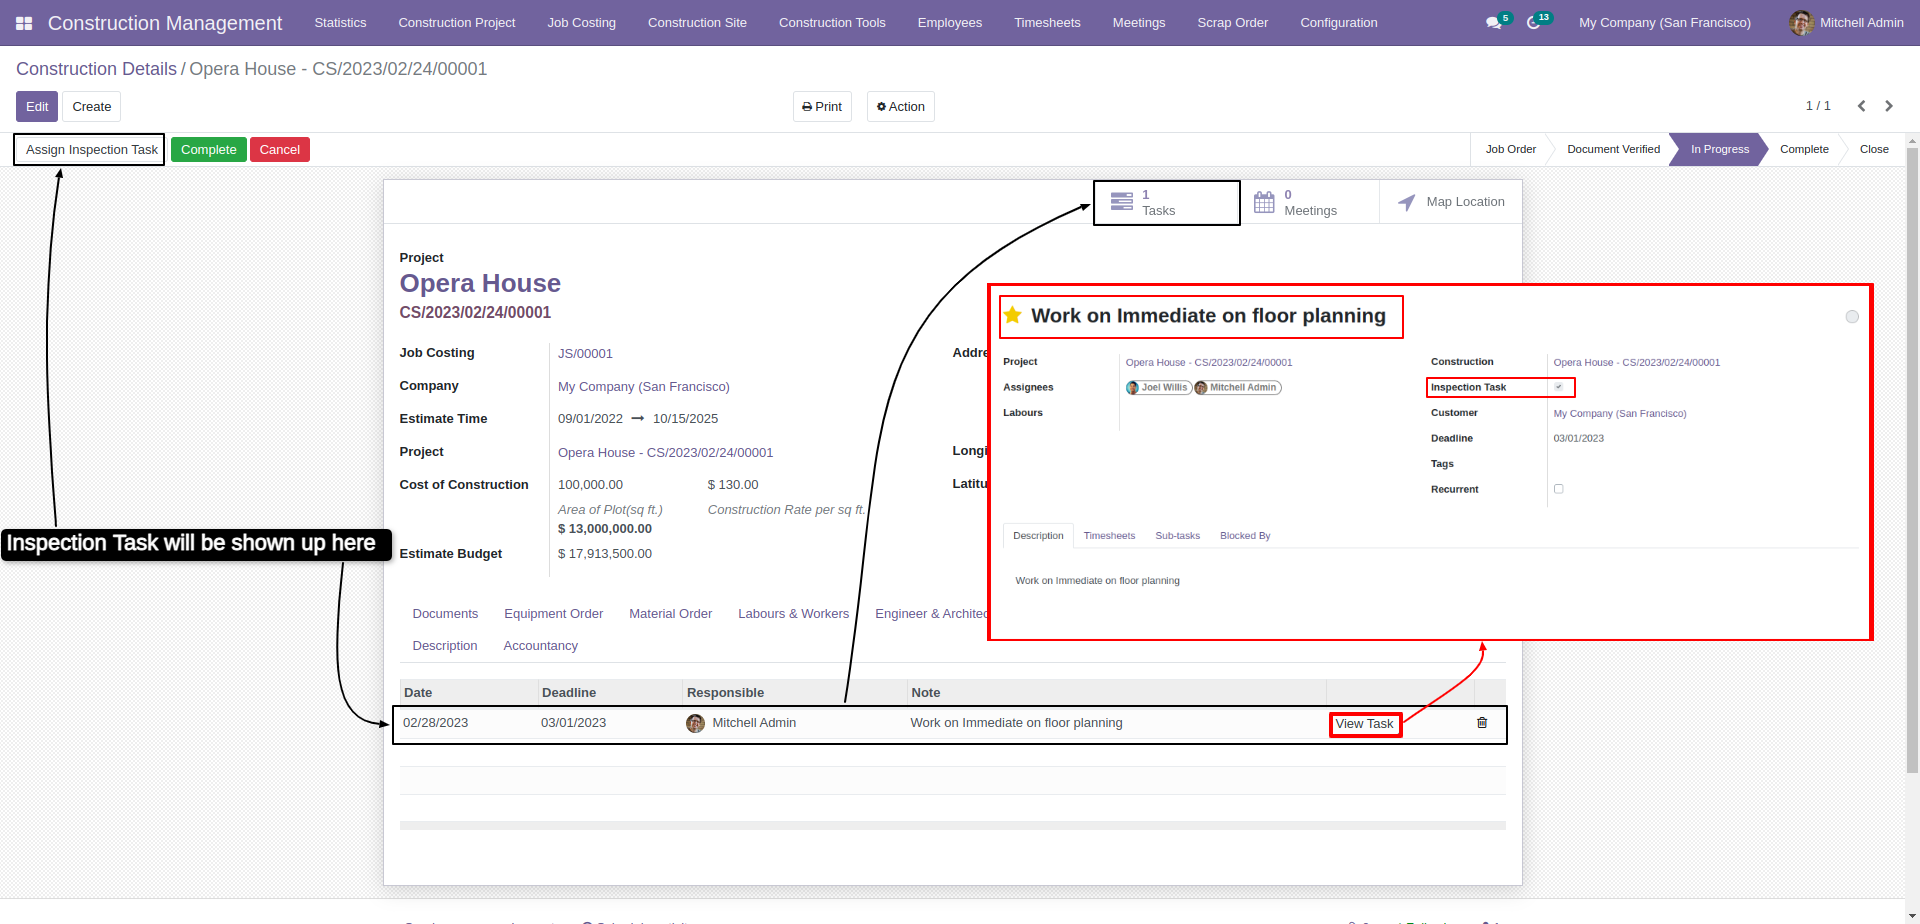 Construction Management Statistics Construction Project Job Costing Construction Site Construction Tools Employees Timesheets Meetings Scrap Order Configuration 5 13 My Company (San Francisco) Mitchell Admin
Construction Details / Opera House - CS/2023/02/24/00001
Edit Create Print Action 1 / 1
Assign Inspection Task Complete Cancel Job Order Document Verified In Progress Complete Close
1 Tasks
0 Meetings
Map Location
Project
Opera House
CS/2023/02/24/00001
Job Costing JS/00001
Company My Company (San Francisco)
Estimate Time 09/01/2022 10/15/2025
Project Opera House - CS/2023/02/24/00001
Cost of Construction 100,000.00 $ 130.00
Area of Plot(sq ft.) Construction Rate per sq ft.
$ 13,000,000.00
Estimate Budget $ 17,913,500.00
Inspection Task will be shown up here
Work on Immediate on floor planning
Project Opera House - CS/2023/02/24/00001 Construction Opera House - CS/2023/02/24/00001
Assignees Joel Willis Mitchell Admin Inspection Task
Labours Customer My Company (San Francisco)
Deadline 03/01/2023
Tags
Recurrent
Description Timesheets Sub-tasks Blocked By
Work on Immediate on floor planning
Documents Equipment Order Material Order Labours & Workers Engineer &
Description Accountancy
Date Deadline Responsible Note
02/28/2023 03/01/2023 Mitchell Admin Work on Immediate on floor planning View Task